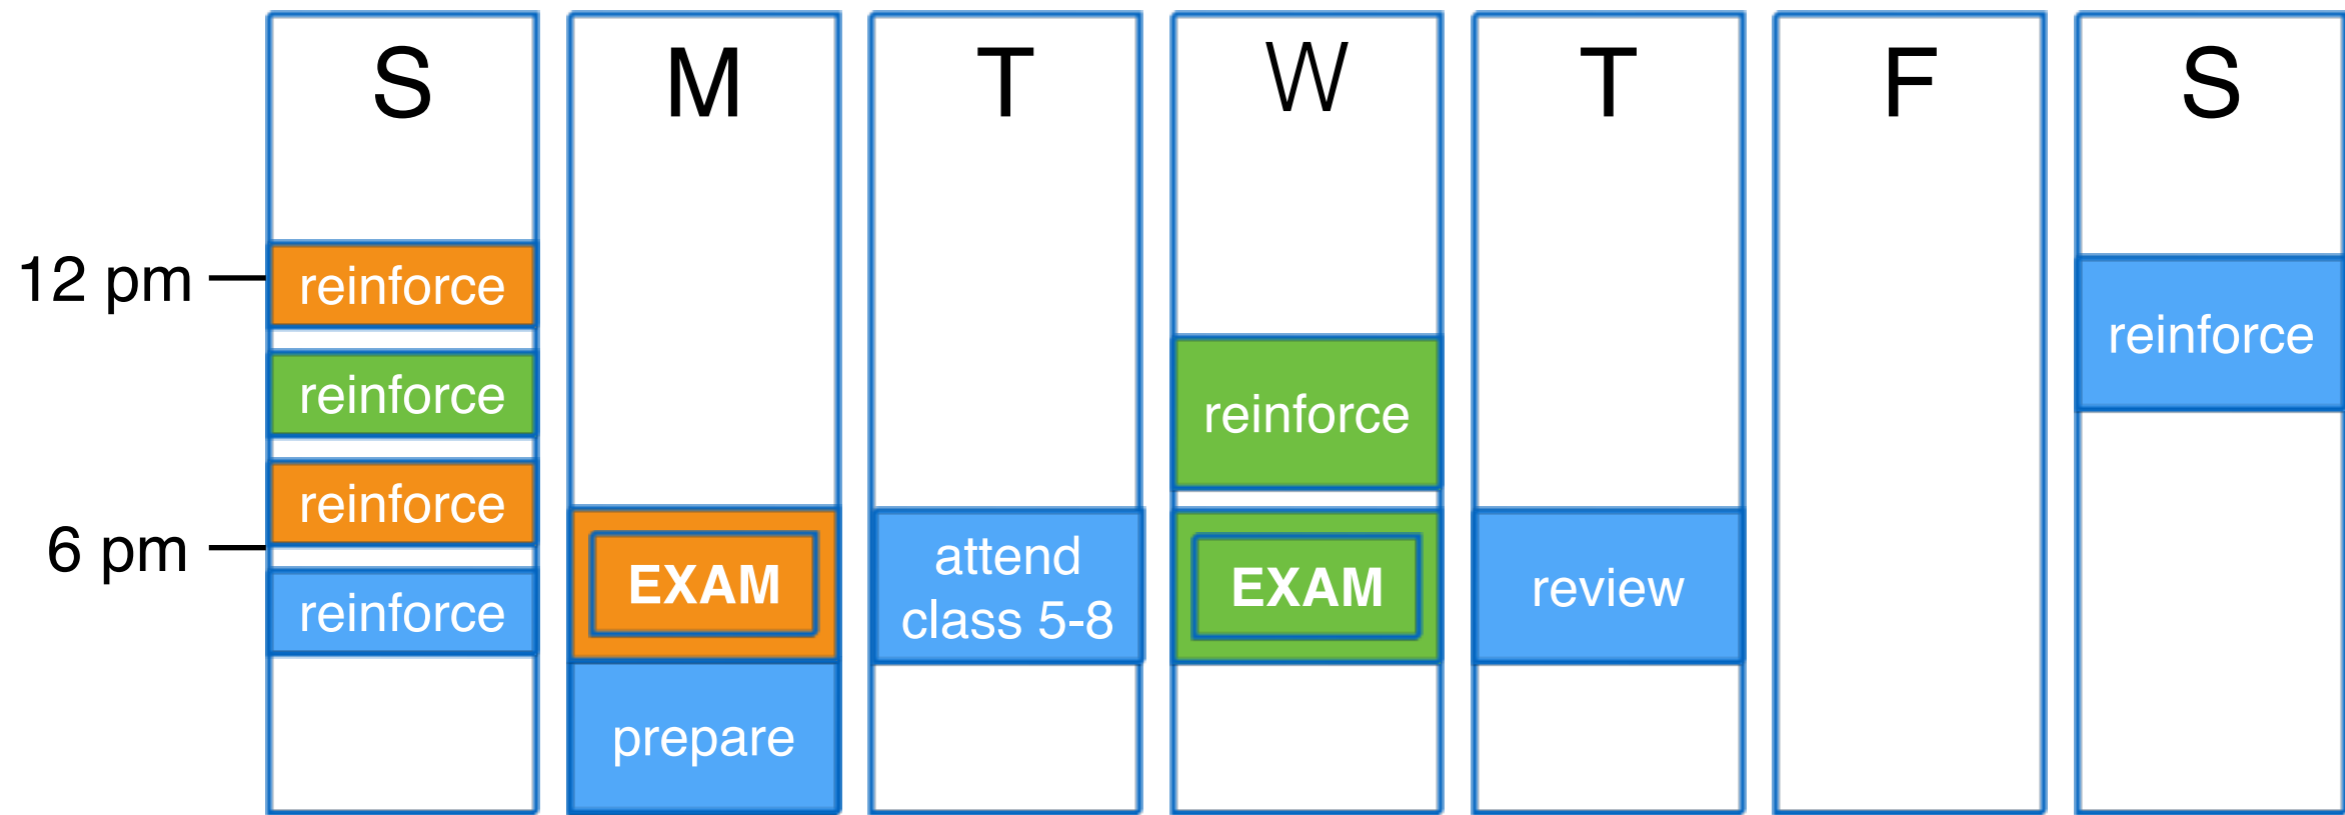 S M T W T F S
12 pm
reinforce
reinforce
reinforce
6 pm
reinforce
EXAM
prepare
attend
class 5-8
reinforce
EXAM
review
reinforce